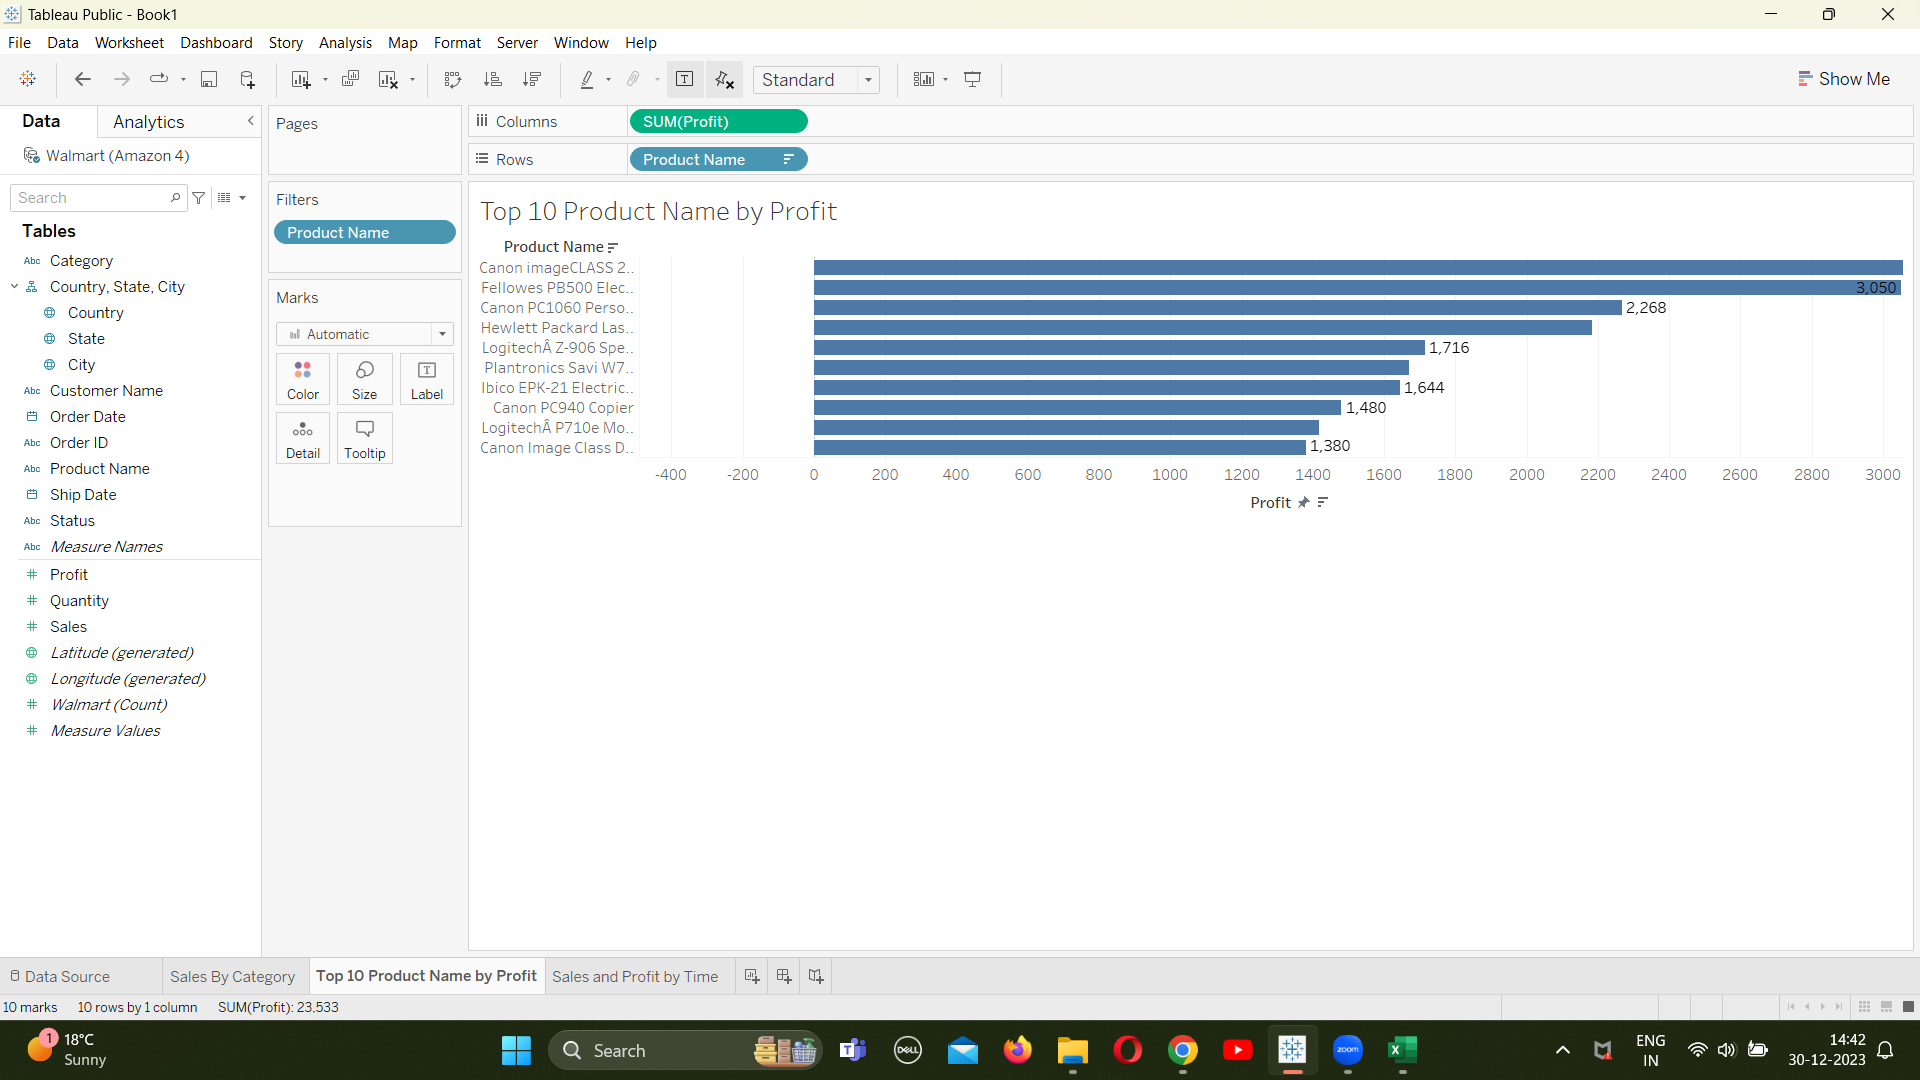 Tableau Public - Book1
File Data Worksheet Dashboard Story Analysis Map Format Server Window Help
Standard
Show Me
Data Analytics
Walmart (Amazon 4)
Search
Tables
Abc Category
Country, State, City
Country
State
City
Abc Customer Name
Order Date
Abc Order ID
Abc Product Name
Ship Date
Abc Status
Abc Measure Names
# Profit
# Quantity
# Sales
Latitude (generated)
Longitude (generated)
# Walmart (Count)
# Measure Values
Pages
Filters
Product Name
Marks
Automatic
Color Size Label
Detail Tooltip
Columns SUM(Profit)
Rows Product Name
Top 10 Product Name by Profit
Product Name
Canon imageCLASS 2..
Fellowes PB500 Elec.. 3,050
Canon PC1060 Perso.. 2,268
Hewlett Packard Las..
LogitechÂ Z-906 Spe.. 1,716
Plantronics Savi W7..
Ibico EPK-21 Electric.. 1,644
Canon PC940 Copier 1,480
LogitechÂ P710e Mo..
Canon Image Class D.. 1,380
-400 -200 0 200 400 600 800 1000 1200 1400 1600 1800 2000 2200 2400 2600 2800 3000
Profit
Data Source Sales By Category Top 10 Product Name by Profit Sales and Profit by Time
10 marks 10 rows by 1 column SUM(Profit): 23,533
1 18°C
Sunny
Search
DELL
zoom
ENG
IN
14:42
30-12-2023